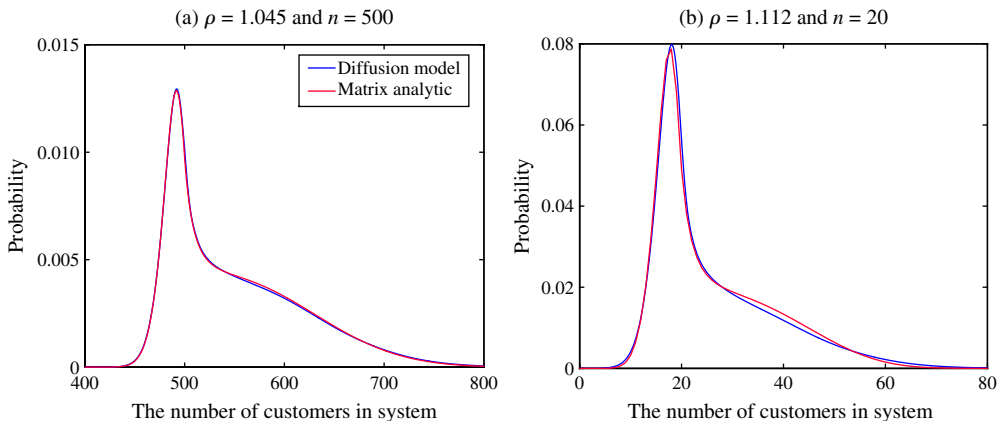 (a) ρ = 1.045 and n = 500
0.015
0.010
0.005
0
Probability
Diffusion model
Matrix analytic
400 500 600 700 800
The number of customers in system
(b) ρ = 1.112 and n = 20
0.08
0.06
0.04
0.02
0
Probability
0 20 40 60 80
The number of customers in system